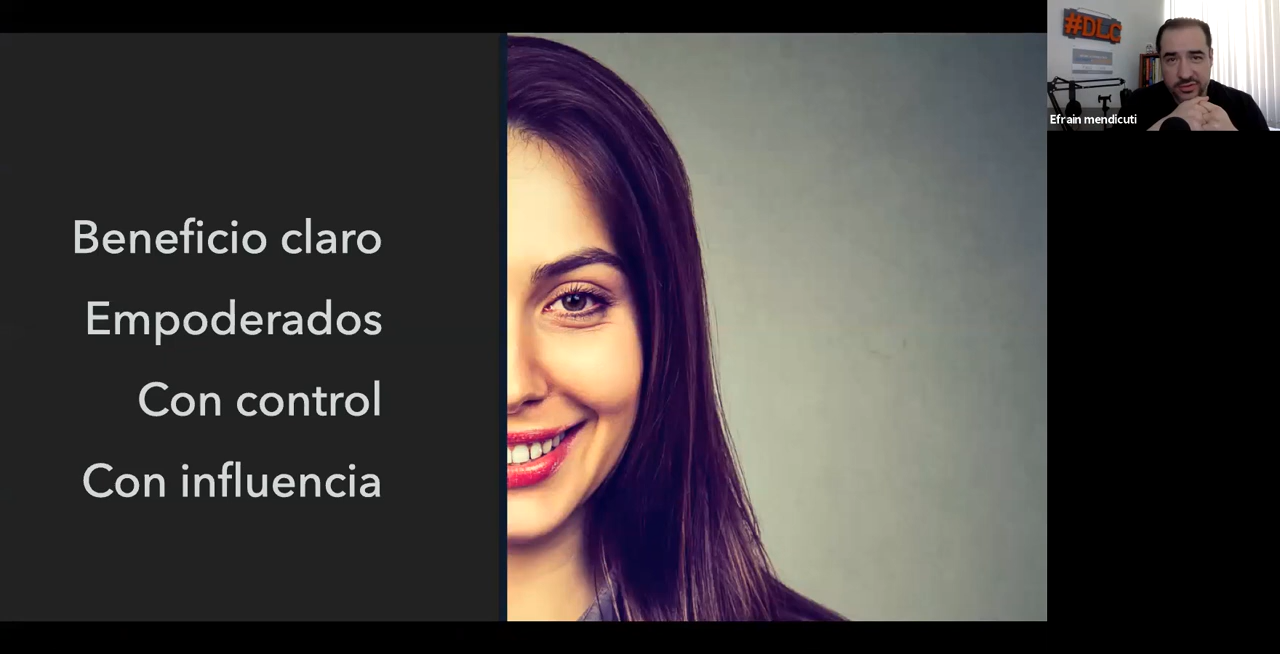 Beneficio claro
Empoderados
Con control
Con influencia
#DLC
Efrain mendicuti